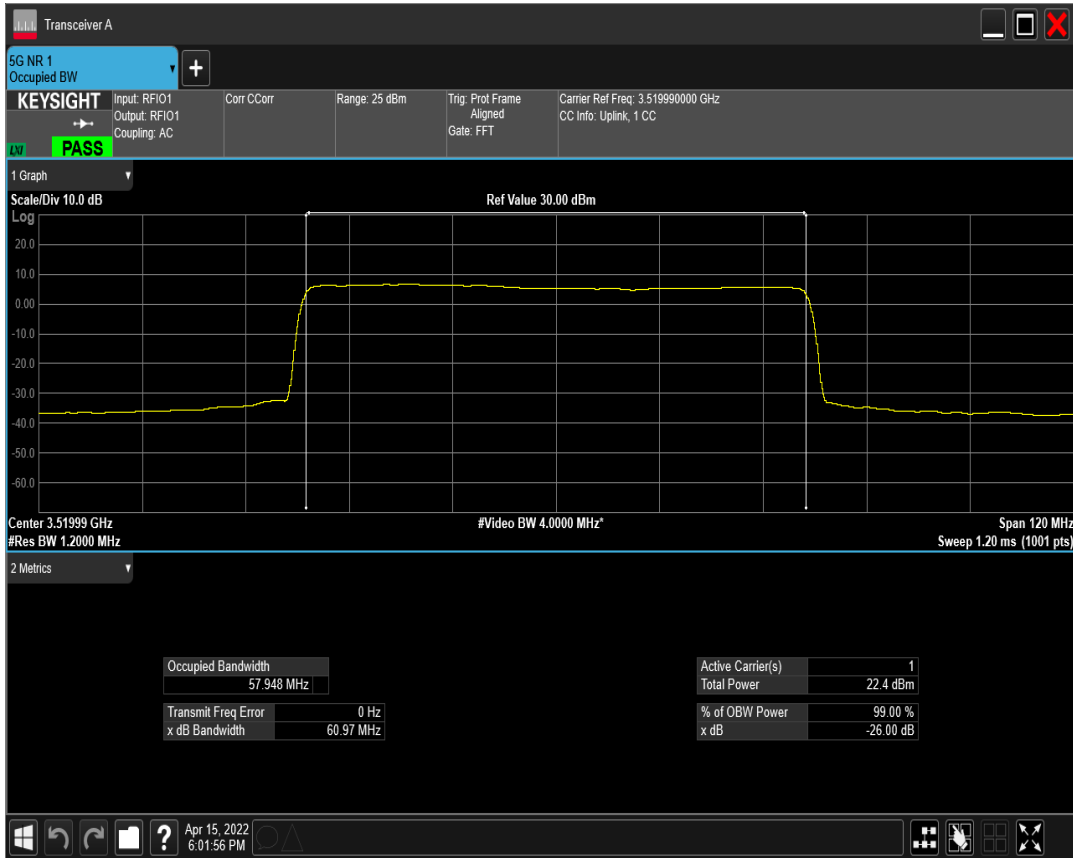 Transceiver A
5G NR 1
Occupied BW
KEYSIGHT
LXI
PASS
Input: RFIO1
Output: RFIO1
Coupling: AC
Corr CCorr
Range: 25 dBm
Trig: Prot Frame
Aligned
Gate: FFT
Carrier Ref Freq: 3.519990000 GHz
CC Info: Uplink, 1 CC
1 Graph
Scale/Div 10.0 dB
Ref Value 30.00 dBm
Log
20.0
10.0
0.00
-10.0
-20.0
-30.0
-40.0
-50.0
-60.0
Center 3.51999 GHz
#Video BW 4.0000 MHz*
Span 120 MHz
#Res BW 1.2000 MHz
Sweep 1.20 ms (1001 pts)
2 Metrics
Occupied Bandwidth
57.948 MHz
Transmit Freq Error 0 Hz
x dB Bandwidth 60.97 MHz
Active Carrier(s) 1
Total Power 22.4 dBm
% of OBW Power 99.00 %
x dB -26.00 dB
?
Apr 15, 2022
6:01:56 PM